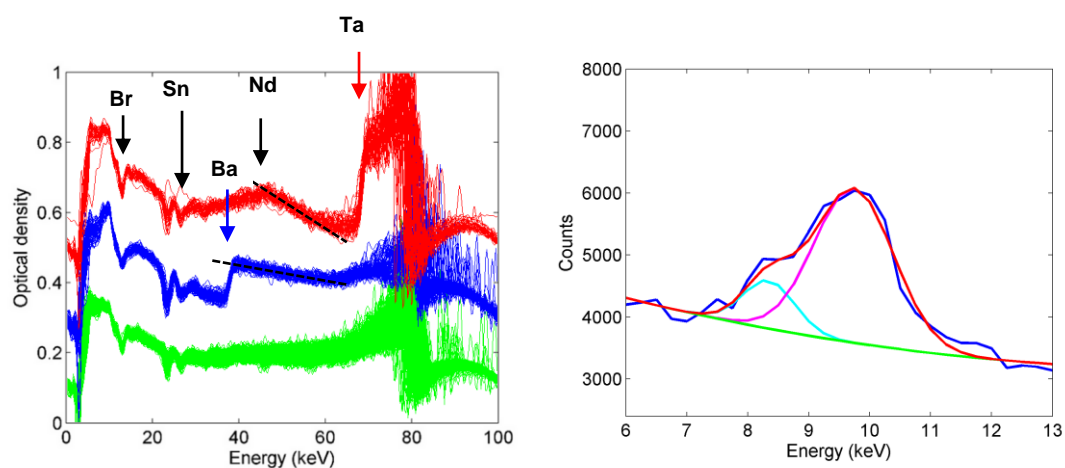 Ta
Br
Sn
Nd
Ba
1
0.8
0.6
0.4
0.2
0
Optical density
0 20 40 60 80 100
Energy (keV)
8000
7000
6000
5000
4000
3000
Counts
6 7 8 9 10 11 12 13
Energy (keV)